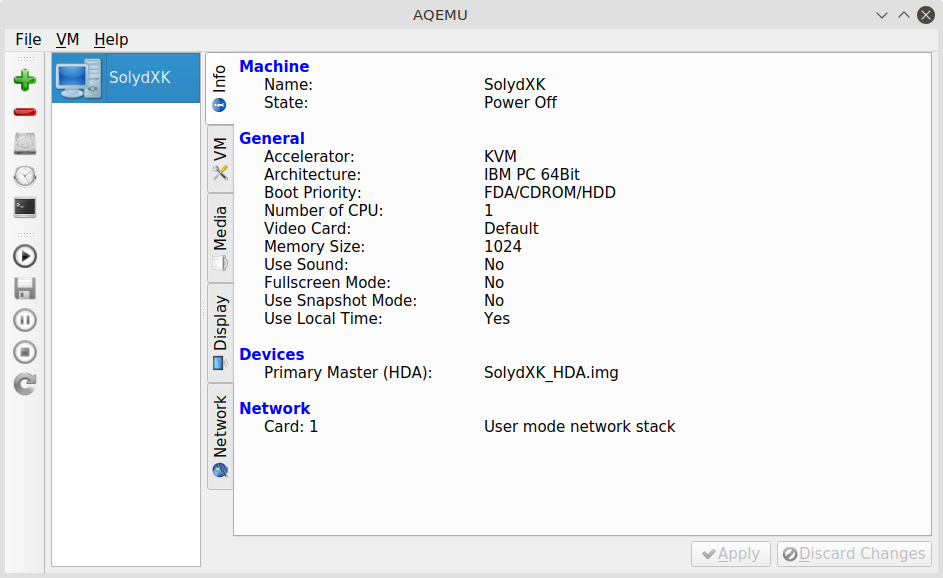 AQEMU
File VM Help
SolydXK
Info
VM
Media
Display
Network
Machine
Name: SolydXK
State: Power Off
General
Accelerator: KVM
Architecture: IBM PC 64Bit
Boot Priority: FDA/CDROM/HDD
Number of CPU: 1
Video Card: Default
Memory Size: 1024
Use Sound: No
Fullscreen Mode: No
Use Snapshot Mode: No
Use Local Time: Yes
Devices
Primary Master (HDA): SolydXK_HDA.img
Network
Card: 1 User mode network stack
Apply Discard Changes